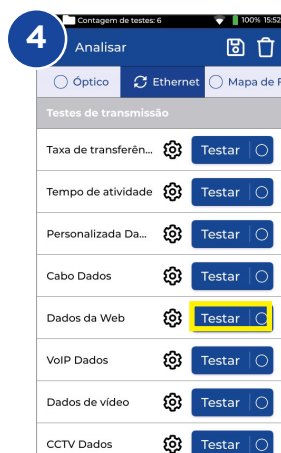 Contagem de testes: 6 100% 15:52
4 Analisar
Óptico Ethernet Mapa de F
Testes de transmissão
Taxa de transferên... Testar
Tempo de atividade Testar
Personalizada Da... Testar
Cabo Dados Testar
Dados da Web Testar
VoIP Dados Testar
Dados de vídeo Testar
CCTV Dados Testar